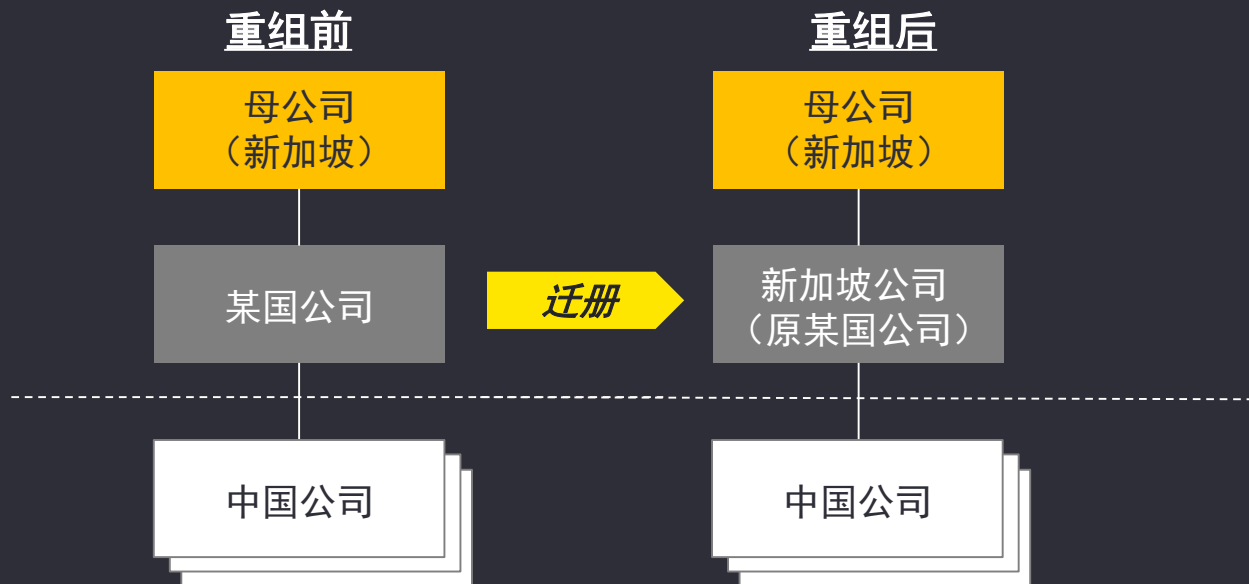 重组前
重组后
母公司
（新加坡）
母公司
（新加坡）
某国公司
迁册
新加坡公司
（原某国公司）
中国公司
中国公司